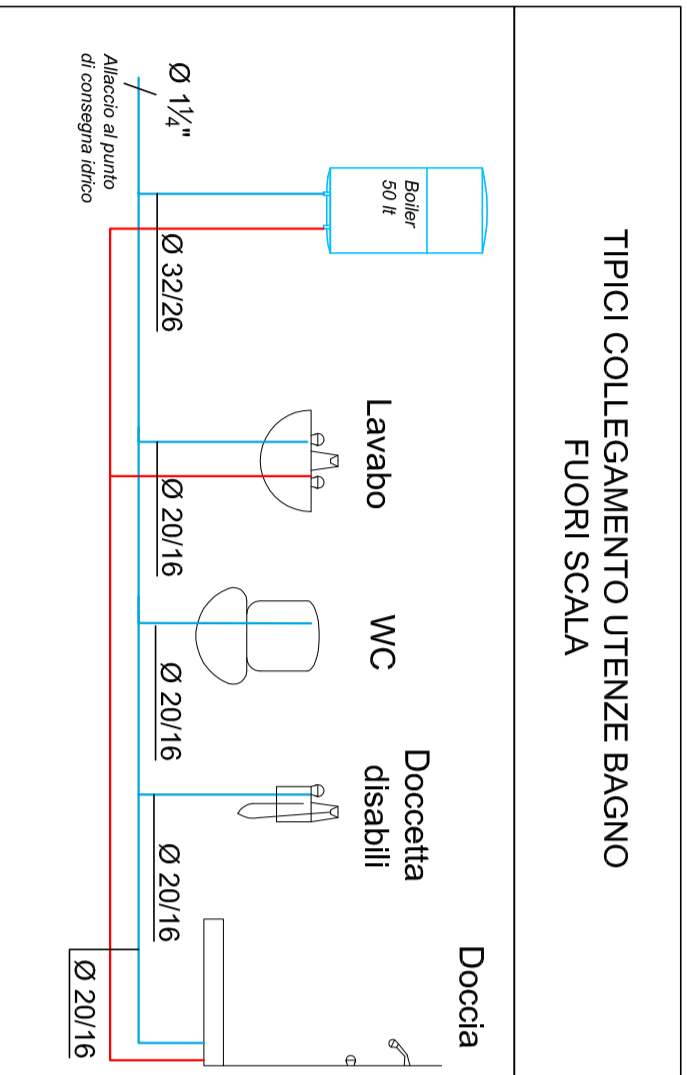 TIPICI COLLEGAMENTO UTENZE BAGNO
FUORI SCALA
Boiler
50 lt
Lavabo
WC
Doccetta
disabili
Doccia
Ø 1¼"
Allaccio al punto
di consegna idrico
Ø 32/26
Ø 20/16
Ø 20/16
Ø 20/16
Ø 20/16